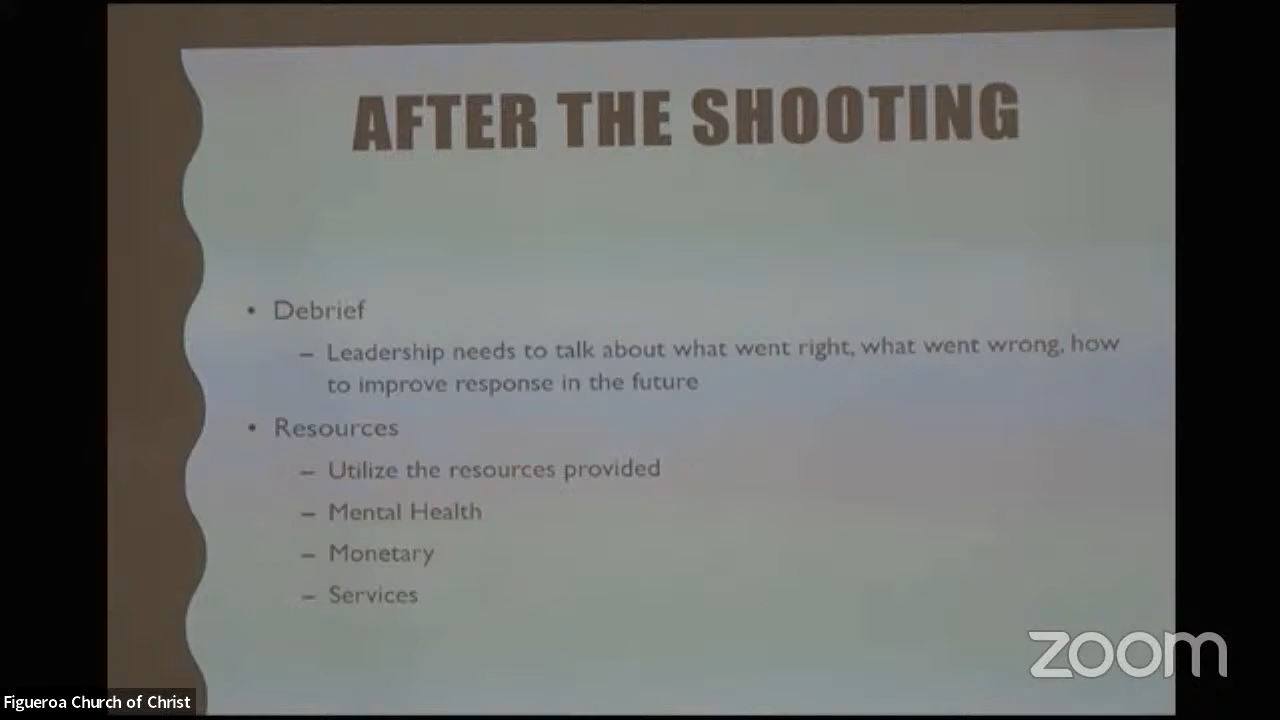 AFTER THE SHOOTING
• Debrief
– Leadership needs to talk about what went right, what went wrong, how
to improve response in the future
• Resources
– Utilize the resources provided
– Mental Health
– Monetary
– Services
zoom
Figueroa Church of Christ